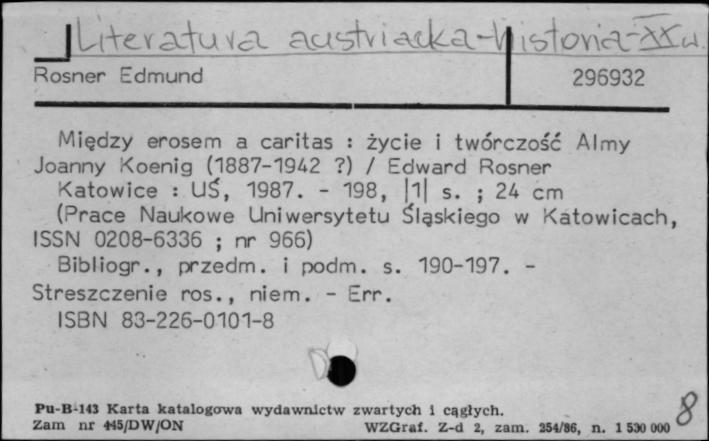 Literatura austriacka-historia-XX w.
Rosner Edmund 296932
Między erosem a caritas : życie i twórczość Almy
Joanny Koenig (1887-1942 ?) / Edward Rosner
Katowice : UŚ, 1987. - 198, |1| s. ; 24 cm
(Prace Naukowe Uniwersytetu Śląskiego w Katowicach,
ISSN 0208-6336 ; nr 966)
Bibliogr., przedm. i podm. s. 190-197. -
Streszczenie ros., niem. - Err.
ISBN 83-226-0101-8
D
Pu-B-143 Karta katalogowa wydawnictw zwartych i cągłych.
Zam nr 445/DW/ON WZGraf. Z-d 2, zam. 254/86, n. 1 530 000
8